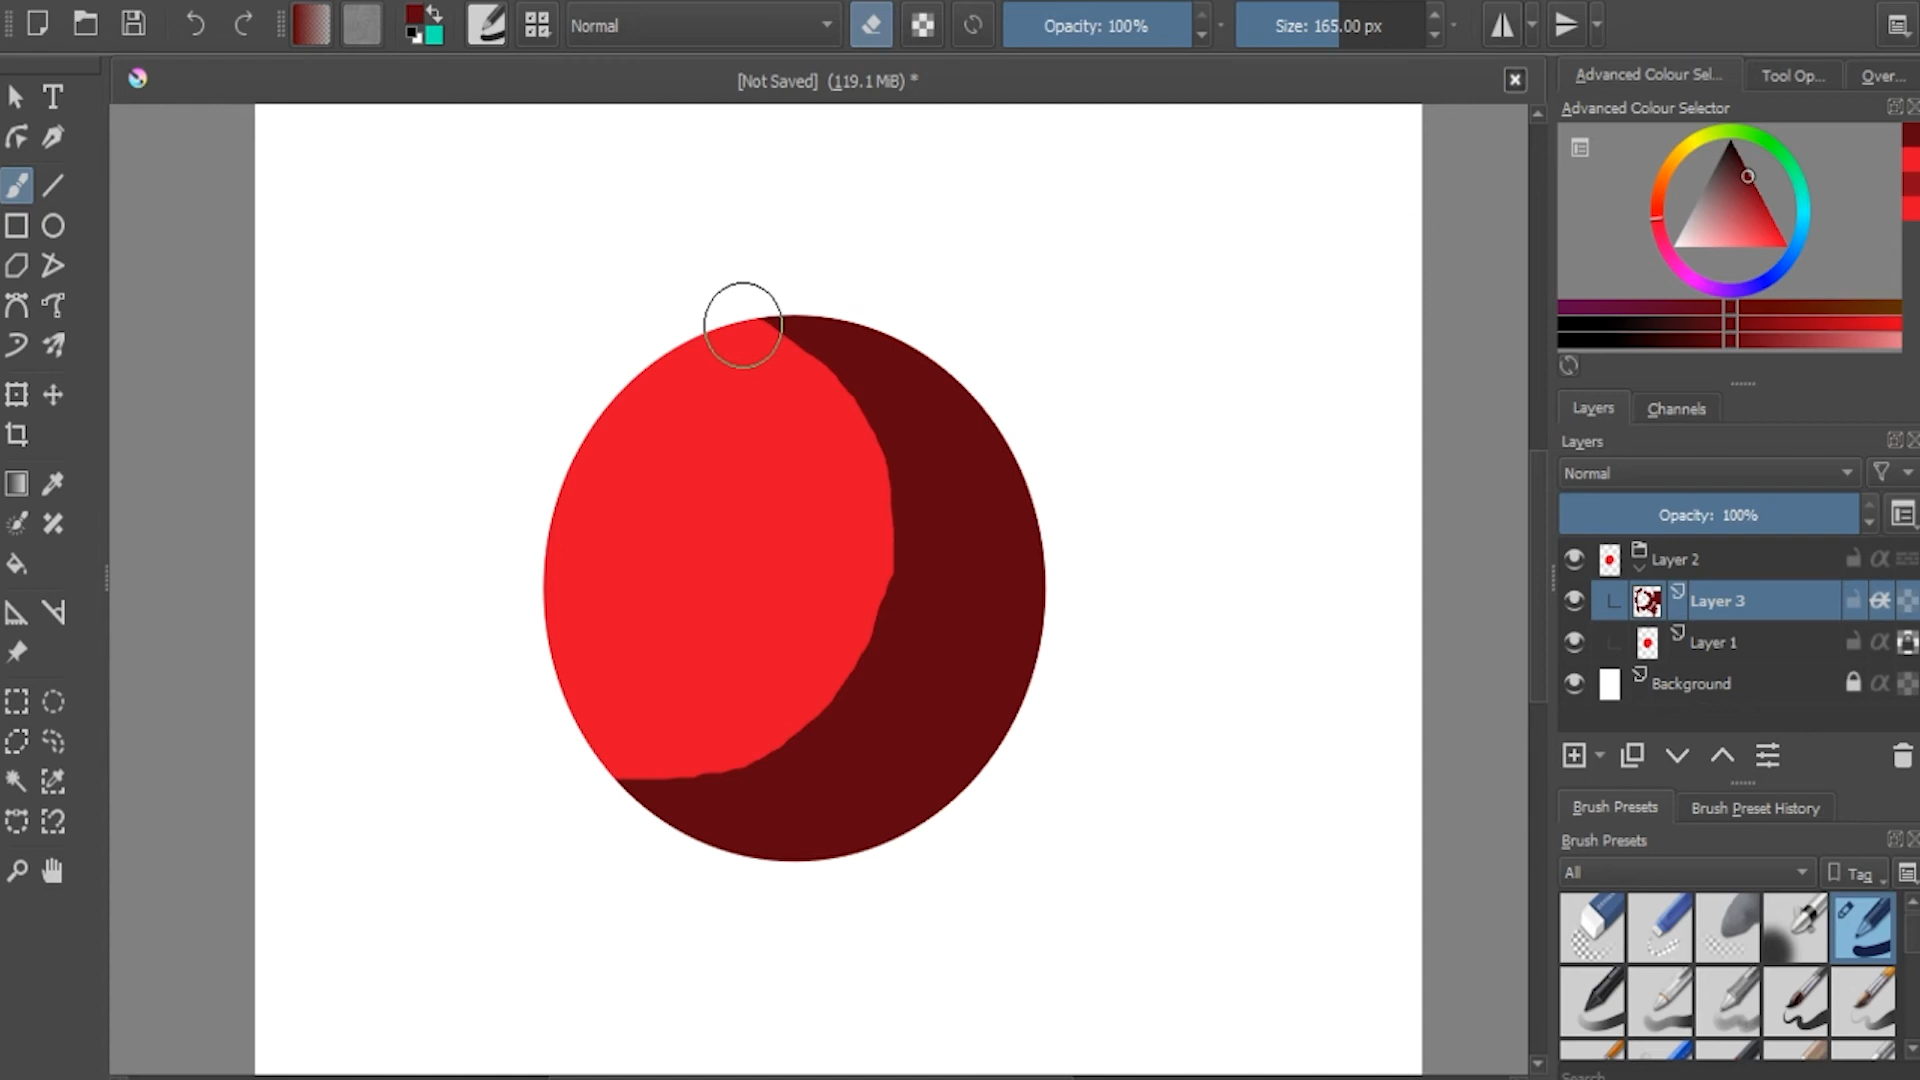 Normal
Opacity: 100%
Size: 165.00 px
[Not Saved] (119.1 MiB) *
Advanced Colour Sel...
Tool Op...
Over...
Advanced Colour Selector
Layers
Channels
Layers
Normal
Opacity: 100%
Layer 2
Layer 3
Layer 1
Background
Brush Presets
Brush Preset History
Brush Presets
All
Tag
Search